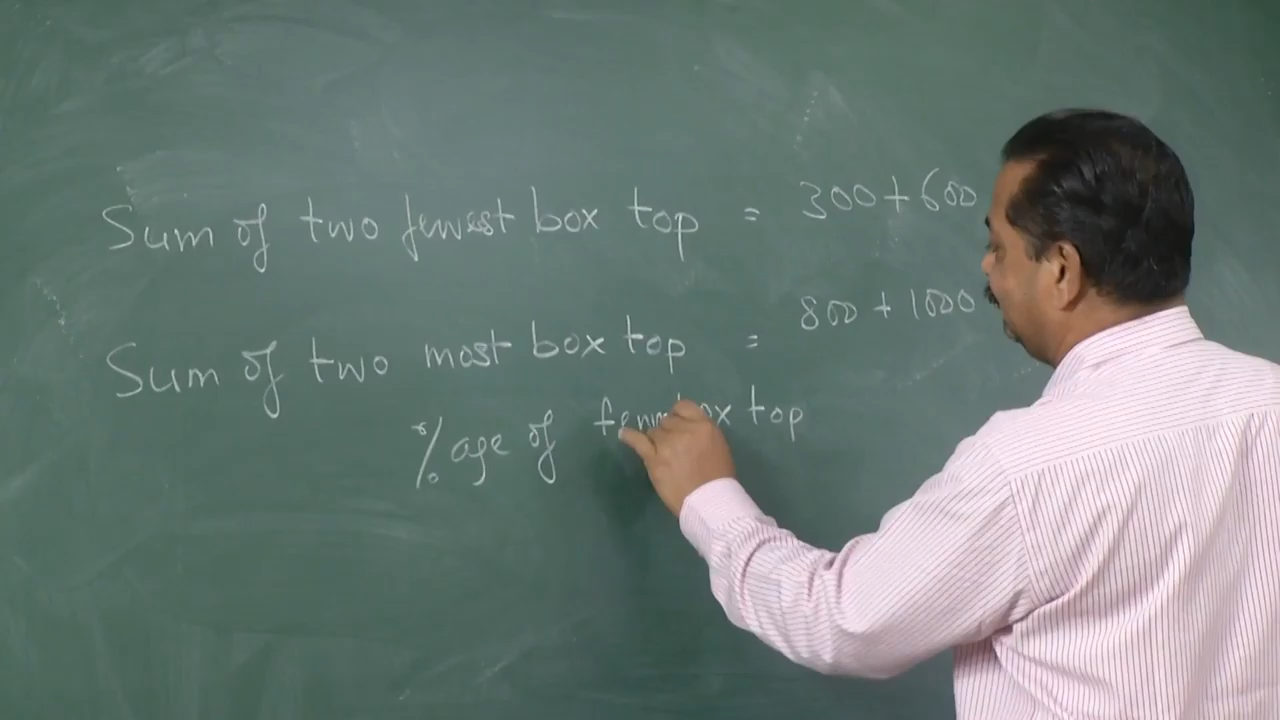 Sum of two fewest box top = 300 + 600
Sum of two most box top = 800 + 1000
% age of box top